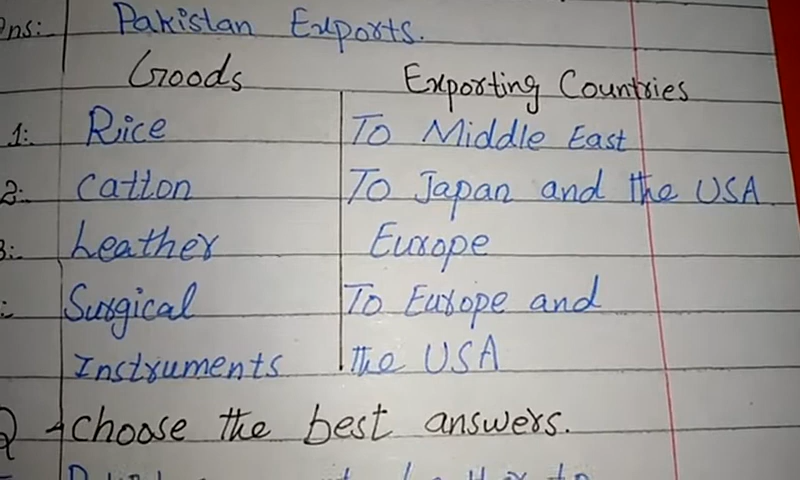 Ans: Pakistan Exports.
Goods Exporting Countries
1: Rice To Middle East
2: Catton To Japan and the USA
3: Leather Europe
Surgical To Europe and
Instruments the USA
Q 4 choose the best answers.